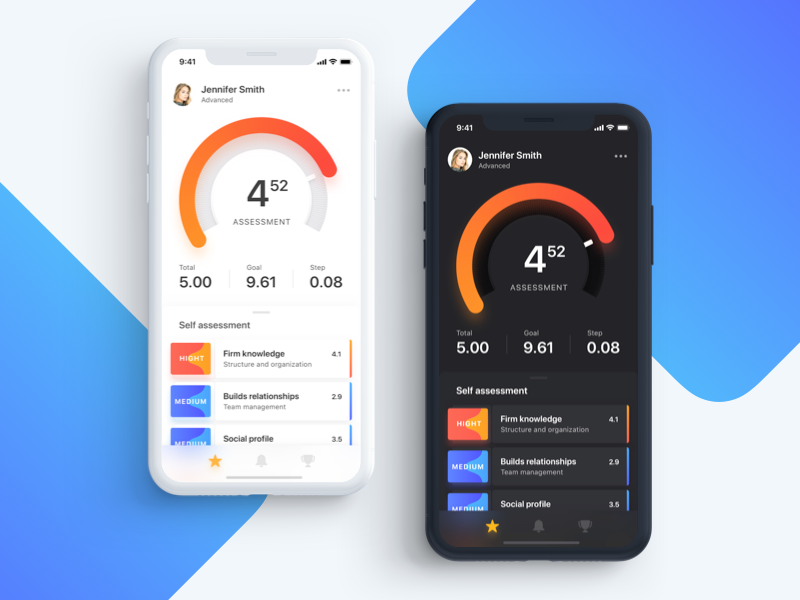 9:41
Jennifer Smith
Advanced
4 52
ASSESSMENT
Total Goal Step
5.00 9.61 0.08
Self assessment
HIGHT Firm knowledge 4.1
Structure and organization
MEDIUM Builds relationships 2.9
Team management
MEDIUM Social profile 3.5
9:41
Jennifer Smith
Advanced
4 52
ASSESSMENT
Total Goal Step
5.00 9.61 0.08
Self assessment
HIGHT Firm knowledge 4.1
Structure and organization
MEDIUM Builds relationships 2.9
Team management
MEDIUM Social profile 3.5